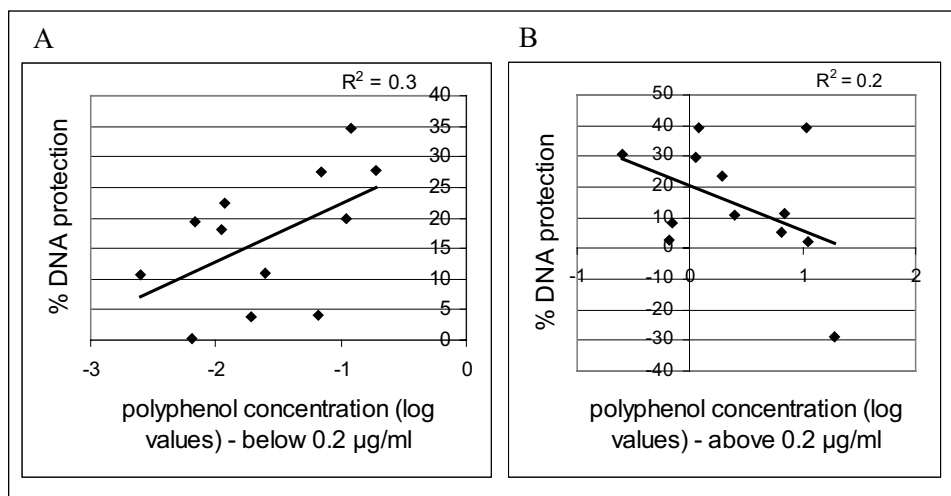 A
R² = 0.3
40
35
30
25
20
15
10
5
0
-3
-2
-1
0
% DNA protection
polyphenol concentration (log
values) - below 0.2 µg/ml
B
R² = 0.2
50
40
30
20
10
0
-10
-20
-30
-40
-1
0
1
2
% DNA protection
polyphenol concentration (log
values) - above 0.2 µg/ml